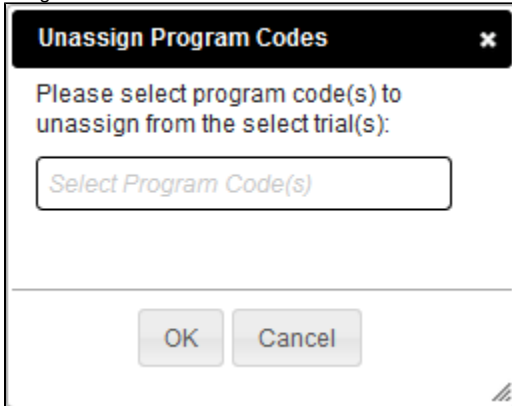 Unassign Program Codes
Please select program code(s) to
unassign from the select trial(s):
Select Program Code(s)
OK Cancel